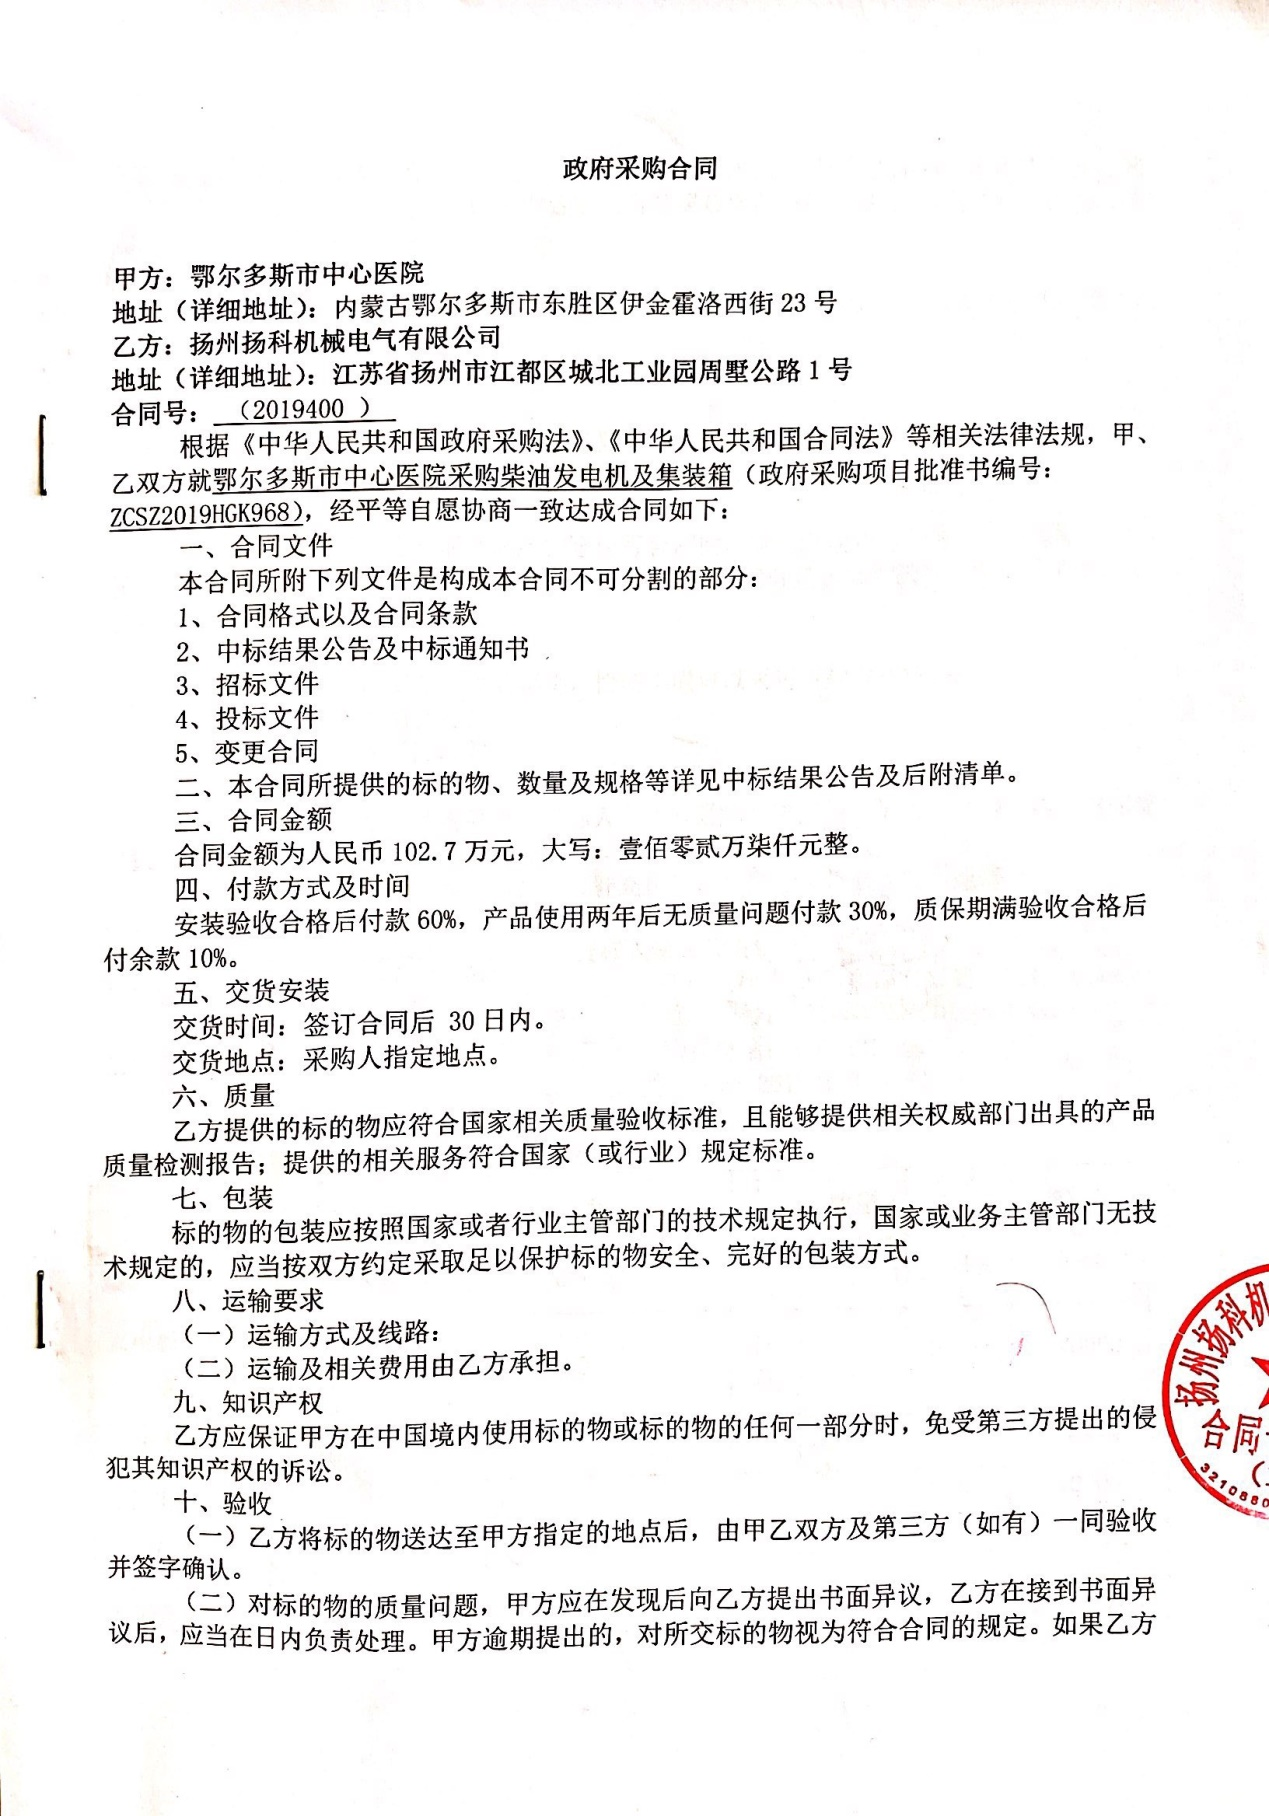 政府采购合同
甲方：鄂尔多斯市中心医院
地址（详细地址）：内蒙古鄂尔多斯市东胜区伊金霍洛西街 23 号
乙方：扬州扬科机械电气有限公司
地址（详细地址）：江苏省扬州市江都区城北工业园周墅公路 1 号
合同号： （2019400 ）
根据《中华人民共和国政府采购法》、《中华人民共和国合同法》等相关法律法规，甲、
乙双方就鄂尔多斯市中心医院采购柴油发电机及集装箱（政府采购项目批准书编号：
ZCSZ2019HGK968），经平等自愿协商一致达成合同如下：
一、合同文件
本合同所附下列文件是构成本合同不可分割的部分：
1、合同格式以及合同条款
2、中标结果公告及中标通知书
3、招标文件
4、投标文件
5、变更合同
二、本合同所提供的标的物、数量及规格等详见中标结果公告及后附清单。
三、合同金额
合同金额为人民币 102.7 万元，大写：壹佰零贰万柒仟元整。
四、付款方式及时间
安装验收合格后付款 60%，产品使用两年后无质量问题付款 30%，质保期满验收合格后
付余款 10%。
五、交货安装
交货时间：签订合同后 30 日内。
交货地点：采购人指定地点。
六、质量
乙方提供的标的物应符合国家相关质量验收标准，且能够提供相关权威部门出具的产品
质量检测报告；提供的相关服务符合国家（或行业）规定标准。
七、包装
标的物的包装应按照国家或者行业主管部门的技术规定执行，国家或业务主管部门无技
术规定的，应当按双方约定采取足以保护标的物安全、完好的包装方式。
八、运输要求
（一）运输方式及线路：
（二）运输及相关费用由乙方承担。
九、知识产权
乙方应保证甲方在中国境内使用标的物或标的物的任何一部分时，免受第三方提出的侵
犯其知识产权的诉讼。
十、验收
（一）乙方将标的物送达至甲方指定的地点后，由甲乙双方及第三方（如有）一同验收
并签字确认。
（二）对标的物的质量问题，甲方应在发现后向乙方提出书面异议，乙方在接到书面异
议后，应当在日内负责处理。甲方逾期提出的，对所交标的物视为符合合同的规定。如果乙方
扬州扬科机
合同
3210880